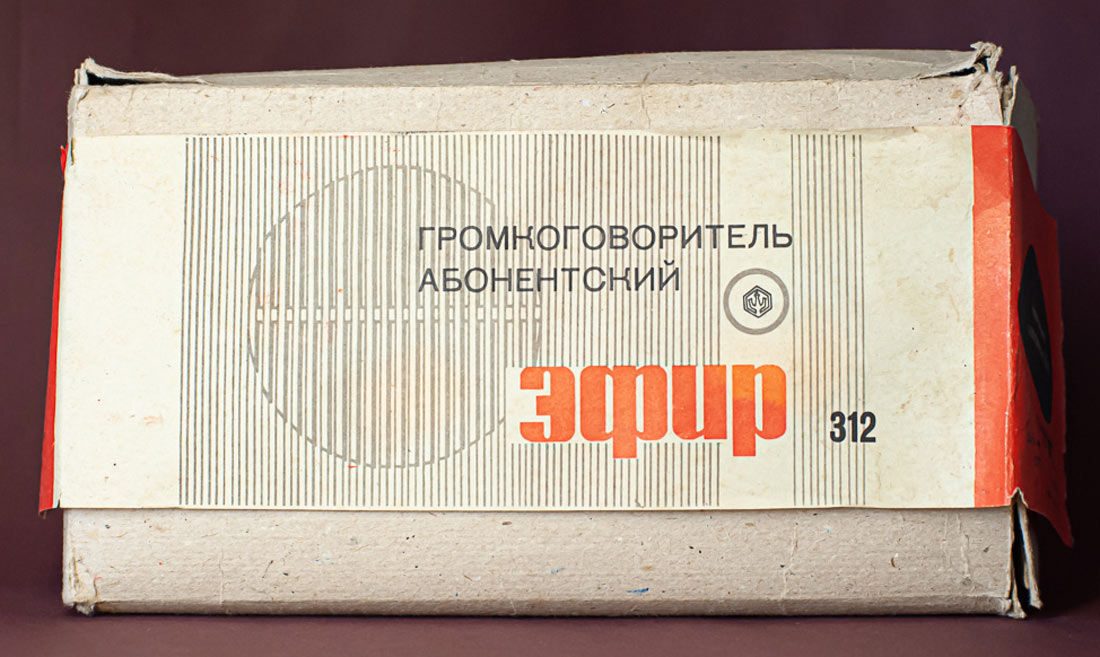 ГРОМКОГОВОРИТЕЛЬ
АБОНЕНТСКИЙ
эфир
312